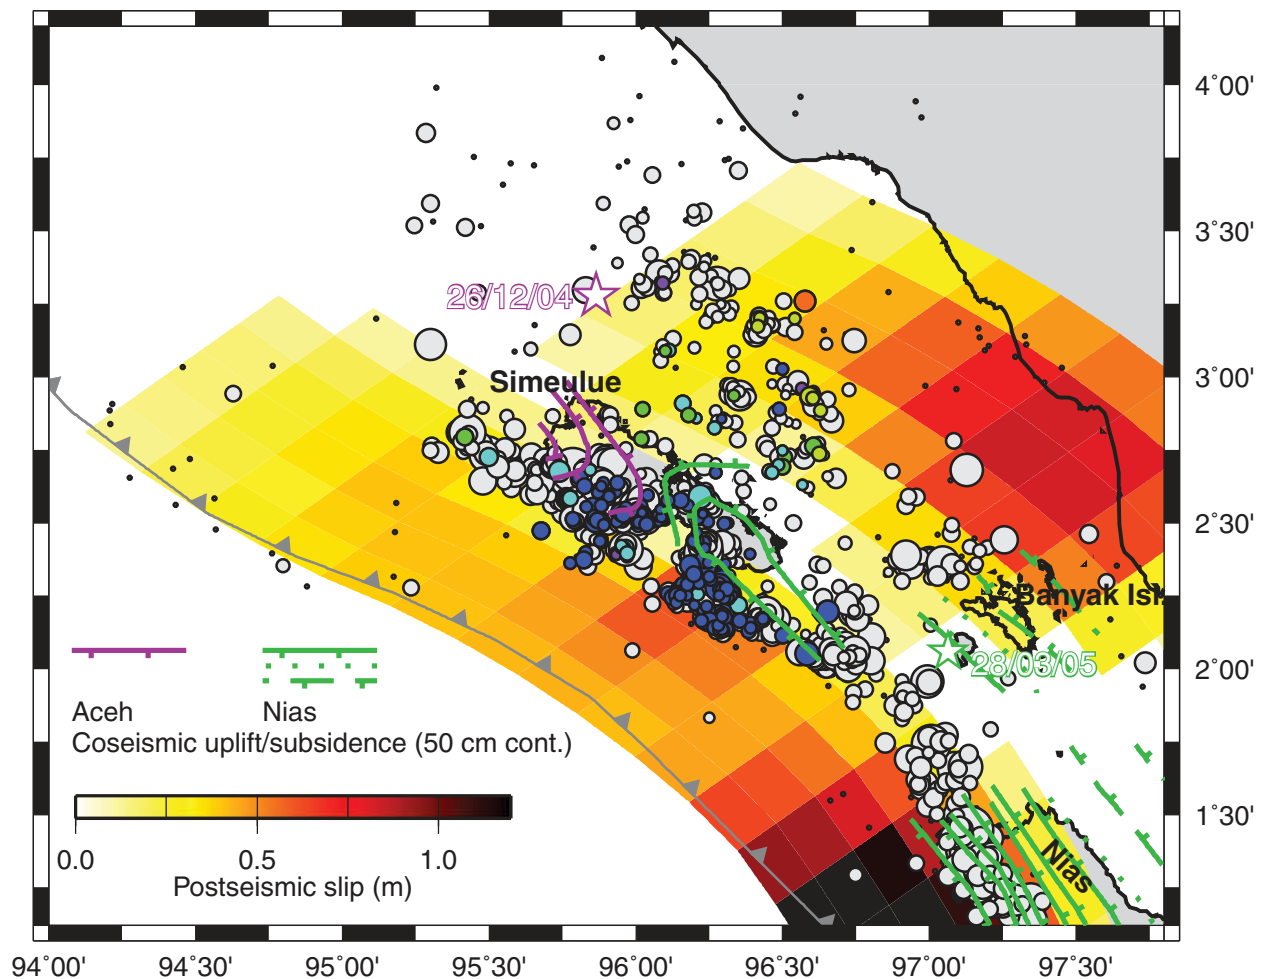 4°00'
3°30'
26/12/04
3°00'
Simeulue
2°30'
Banyak Isl.
28/03/05
2°00'
Aceh
Nias
Coseismic uplift/subsidence (50 cm cont.)
1°30'
Nias
0.0
0.5
1.0
Postseismic slip (m)
94°00'
94°30'
95°00'
95°30'
96°00'
96°30'
97°00'
97°30'